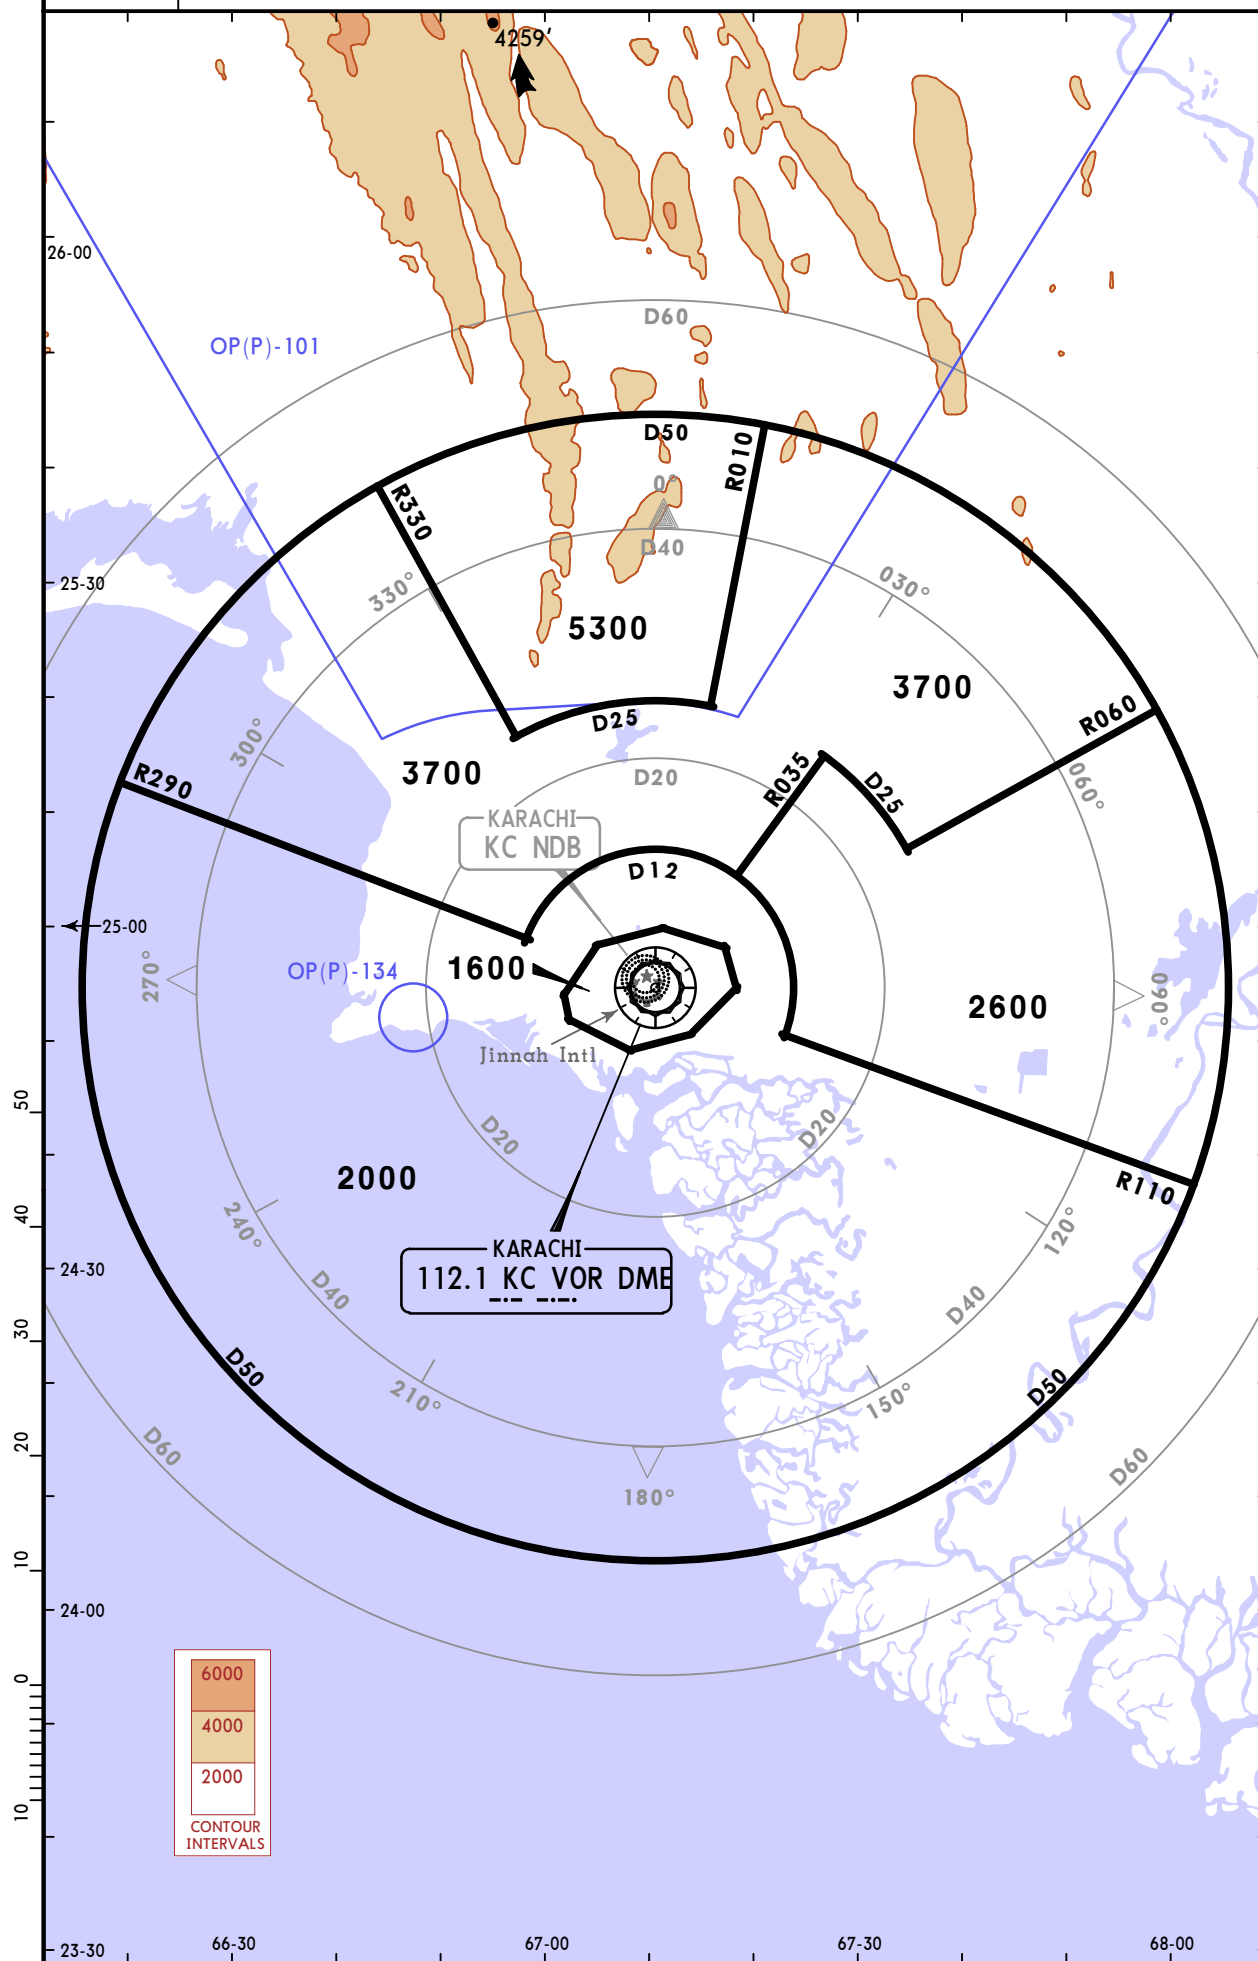 4259'
26-00
D60
OP(P)-101
D50
R010
R330
0°
D40
25-30
330°
030°
5300
3700
R060
D25
300°
R035
3700
R290
D20
D25
060°
KARACHI
KC NDB
D12
25-00
1600
OP(P)-134
270°
090°
2600
Jinnah Intl
50
D20
D20
2000
R110
40
240°
120°
KARACHI
112.1 KC VOR DME
24-30
D40
D40
30
D50
D50
210°
150°
20
D60
D60
180°
10
24-00
0
6000
4000
2000
10
CONTOUR
INTERVALS
23-30
66-30
67-00
67-30
68-00